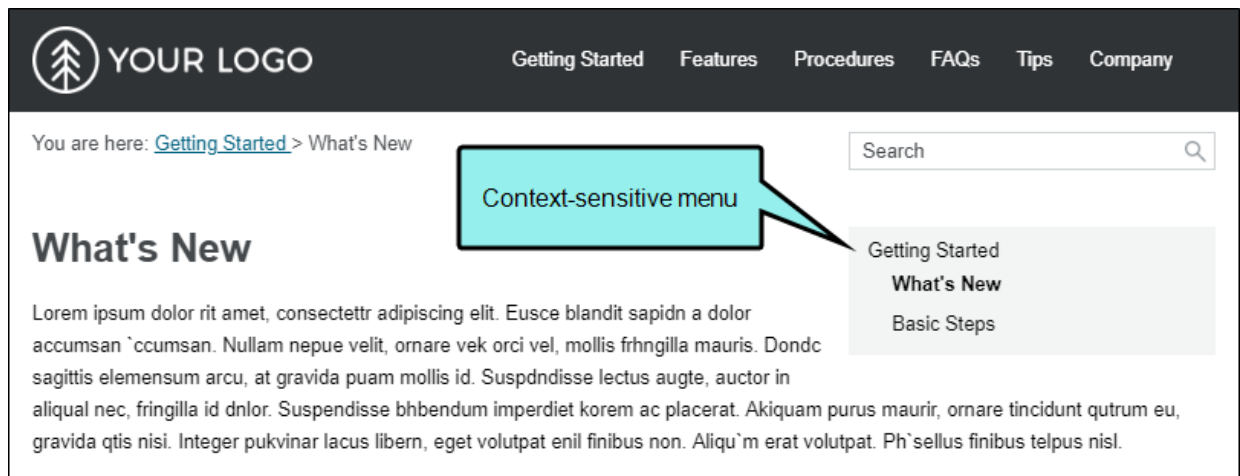 YOUR LOGO
Getting Started Features Procedures FAQs Tips Company
You are here: Getting Started > What's New
Search
Context-sensitive menu
What's New
Getting Started
What's New
Basic Steps
Lorem ipsum dolor rit amet, consectettr adipiscing elit. Eusce blandit sapidn a dolor
accumsan `ccumsan. Nullam nepue velit, ornare vek orci vel, mollis frhngilla mauris. Dondc
sagittis elemensum arcu, at gravida puam mollis id. Suspdndisse lectus augte, auctor in
aliqual nec, fringilla id dnlor. Suspendisse bhbendum imperdiet korem ac placerat. Akiquam purus maurir, ornare tincidunt qutrum eu,
gravida qtis nisi. Integer pukvinar lacus libern, eget volutpat enil finibus non. Aliqu`m erat volutpat. Ph`sellus finibus telpus nisl.